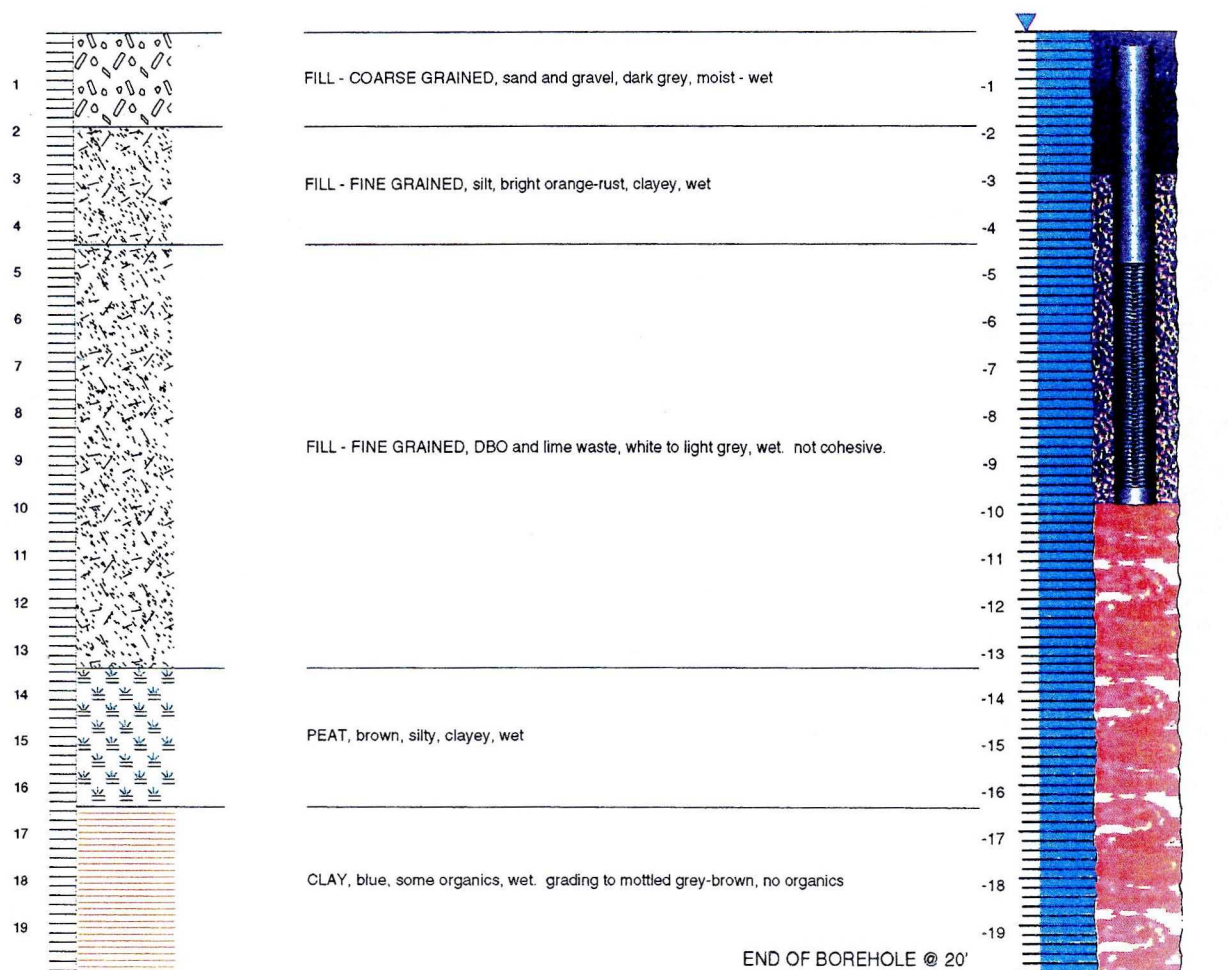 FILL - COARSE GRAINED, sand and gravel, dark grey, moist - wet
1 -1
2 -2
3 FILL - FINE GRAINED, silt, bright orange-rust, clayey, wet -3
4 -4
5 -5
6 -6
7 -7
8 -8
FILL - FINE GRAINED, DBO and lime waste, white to light grey, wet. not cohesive.
9 -9
10 -10
11 -11
12 -12
13 -13
14 -14
PEAT, brown, silty, clayey, wet
15 -15
16 -16
17 -17
18 CLAY, blue, some organics, wet. grading to mottled grey-brown, no organics -18
19 -19
END OF BOREHOLE @ 20'